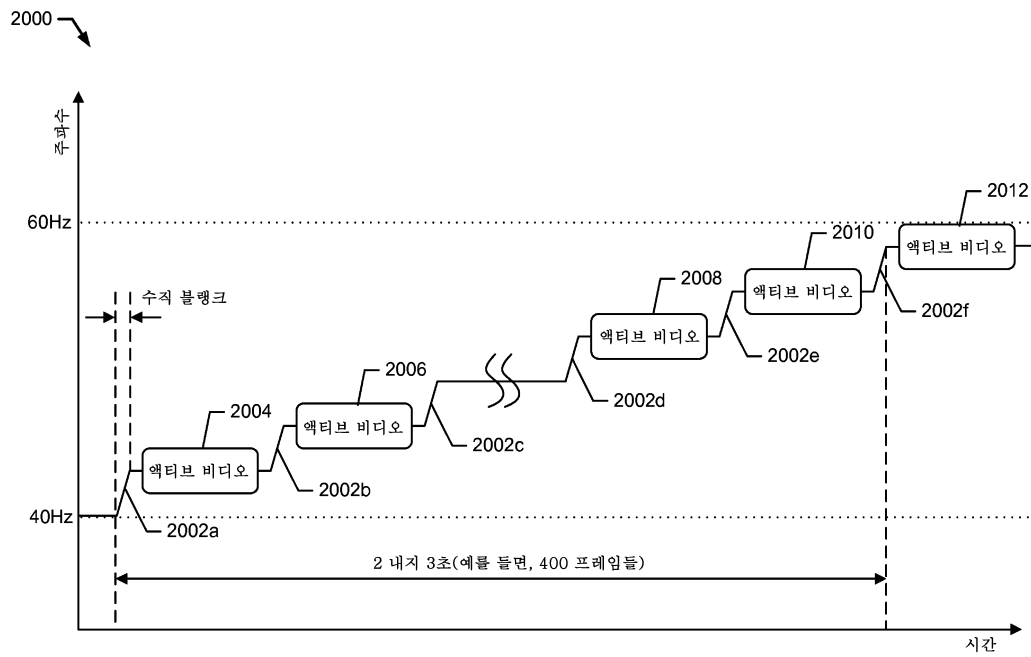 2000
주파수
60Hz
2012
액티브 비디오
2010
액티브 비디오
2002f
2008
액티브 비디오
2002e
수직 블랭크
2006
액티브 비디오
2002d
2004
2002c
액티브 비디오
2002b
40Hz
2002a
2 내지 3초(예를 들면, 400 프레임들)
시간